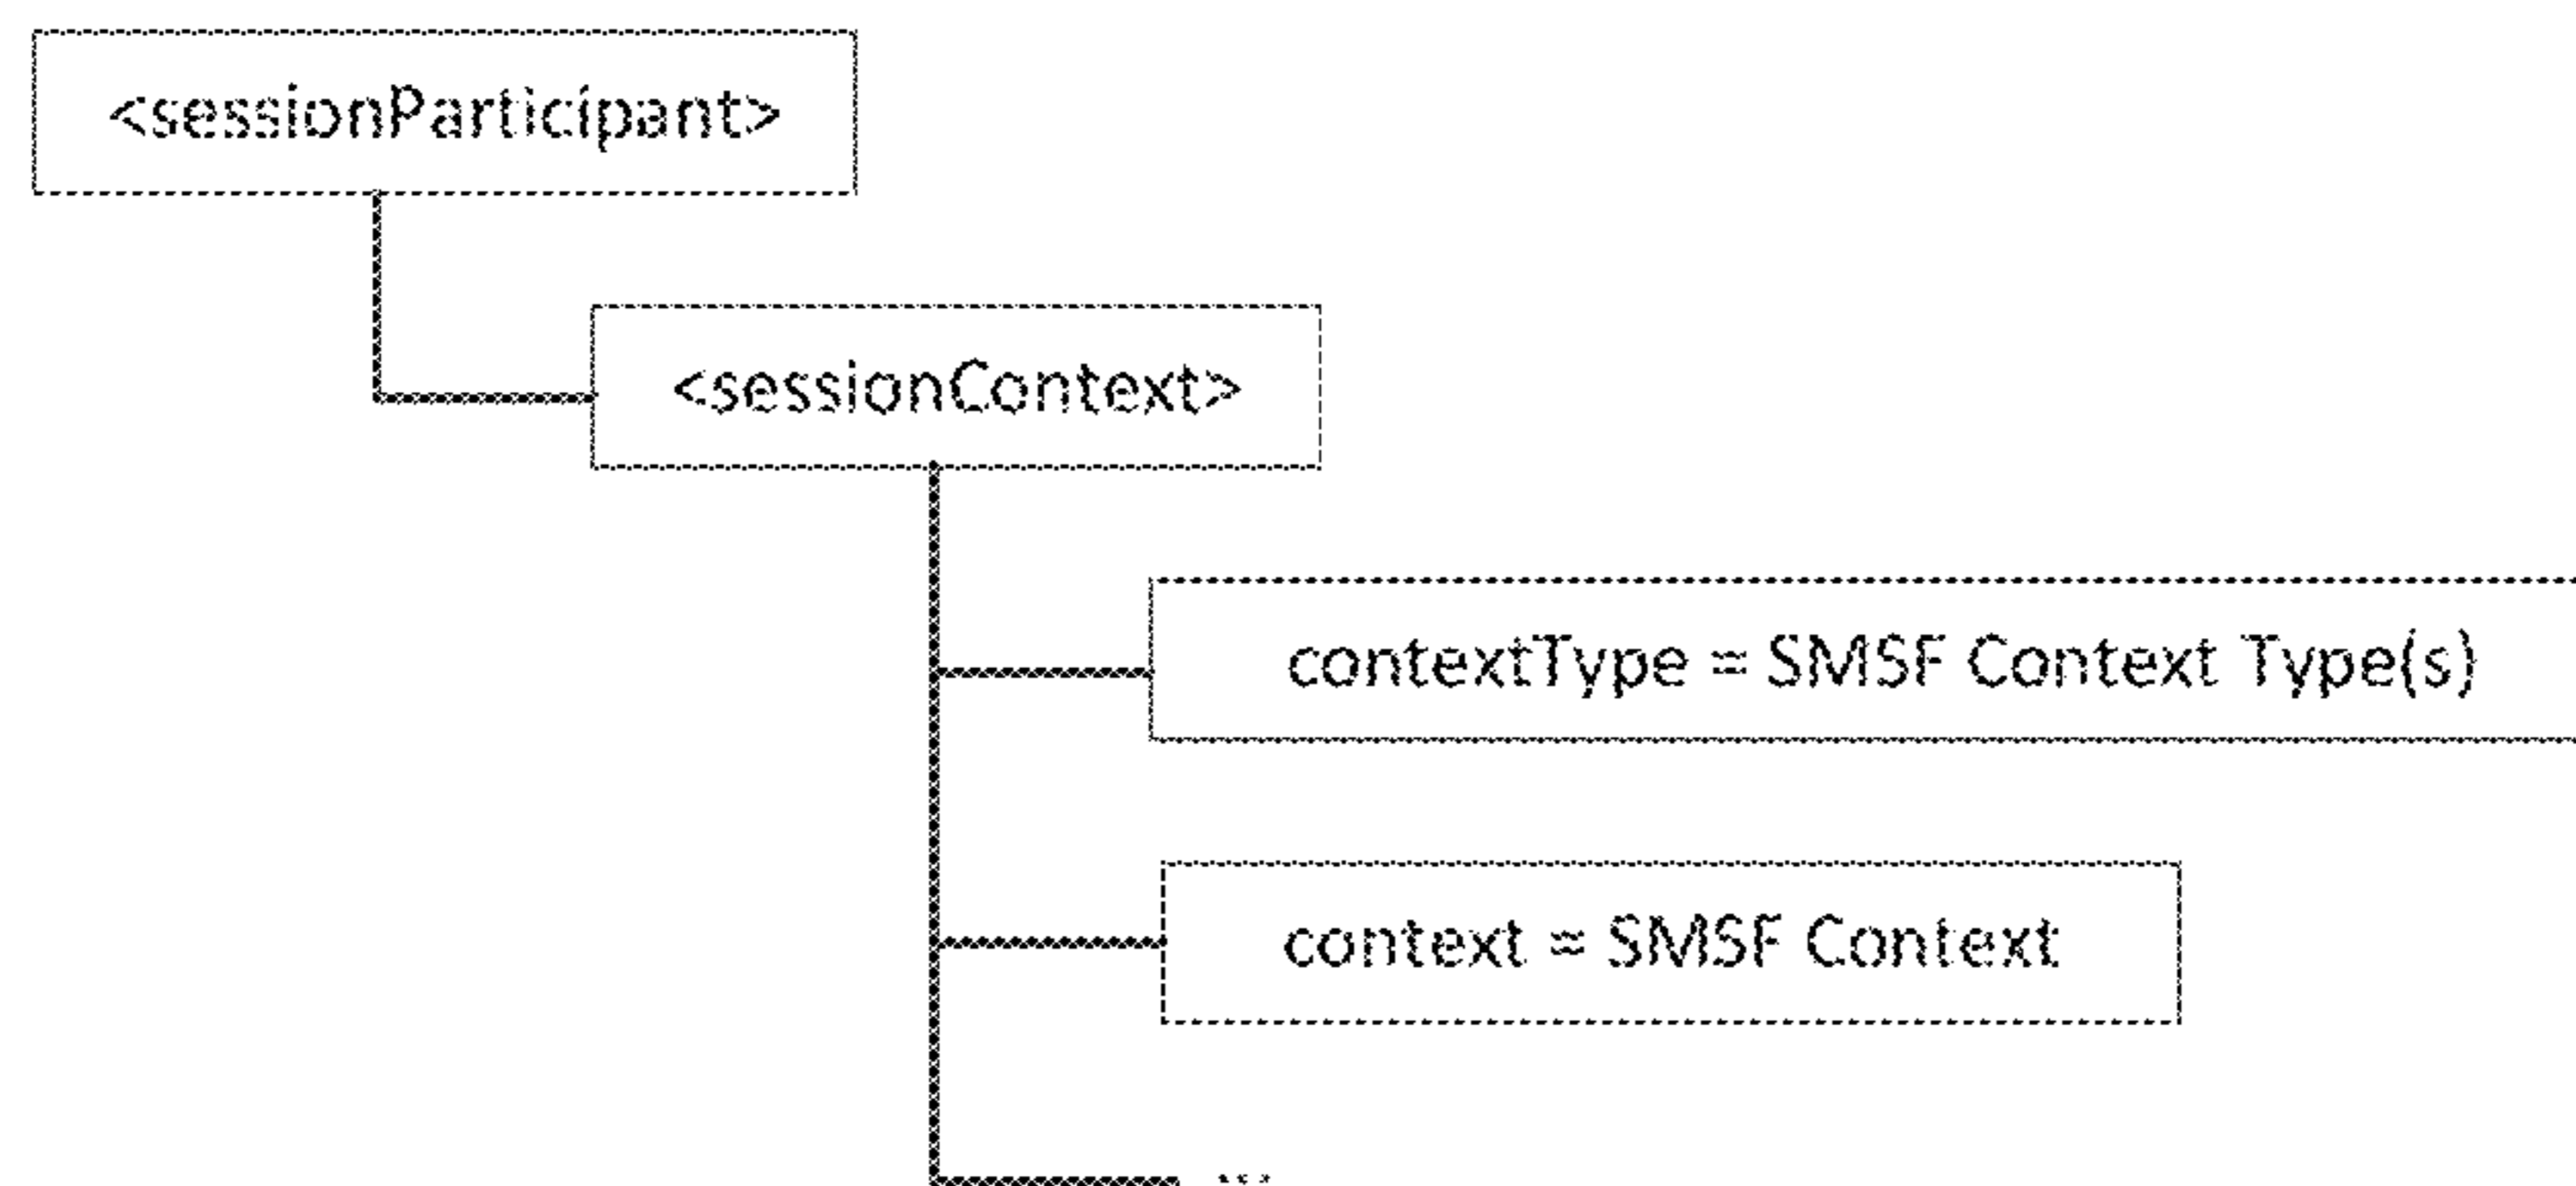 <sessionParticipant>
<sessionContext>
contextType = SMSF Context Type(s)
context = SMSF Context
...